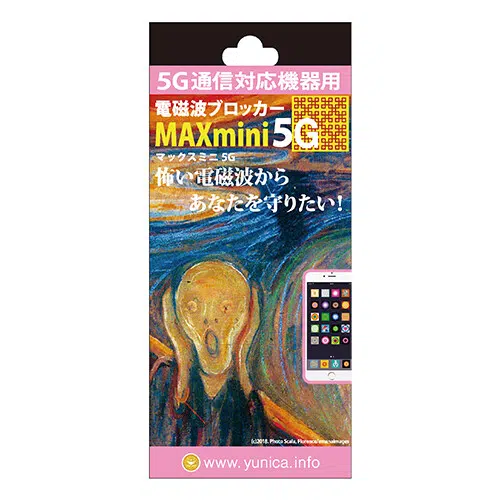 5G通信対応機器用
電磁波ブロッカー
MAXmini 5G
マックスミニ 5G
怖い電磁波から
あなたを守りたい!
(c)2018. Photo Scala, Florence/amanaimages
www.yunica.info